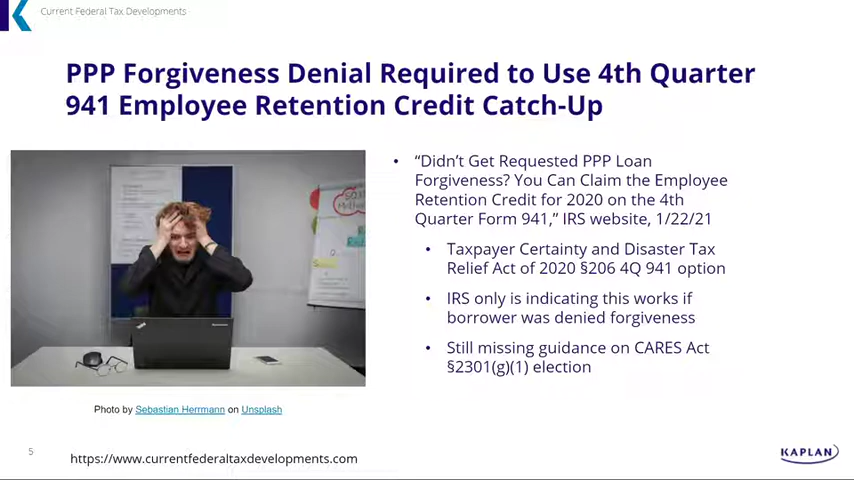 Current Federal Tax Developments
PPP Forgiveness Denial Required to Use 4th Quarter
941 Employee Retention Credit Catch-Up
• “Didn’t Get Requested PPP Loan
Forgiveness? You Can Claim the Employee
Retention Credit for 2020 on the 4th
Quarter Form 941,” IRS website, 1/22/21
• Taxpayer Certainty and Disaster Tax
Relief Act of 2020 §206 4Q 941 option
• IRS only is indicating this works if
borrower was denied forgiveness
• Still missing guidance on CARES Act
§2301(g)(1) election
Photo by Sebastian Herrmann on Unsplash
5
https://www.currentfederaltaxdevelopments.com
KAPLAN